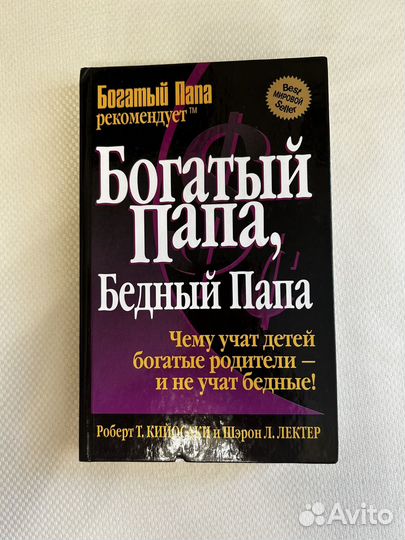 Богатый Папа
рекомендует™
Best
МИРОВОЙ
Seller
Богатый
Папа,
Бедный Папа
Чему учат детей
богатые родители –
и не учат бедные!
Роберт Т. КИЙОСАКИ и Шэрон Л. ЛЕКТЕР
Avito